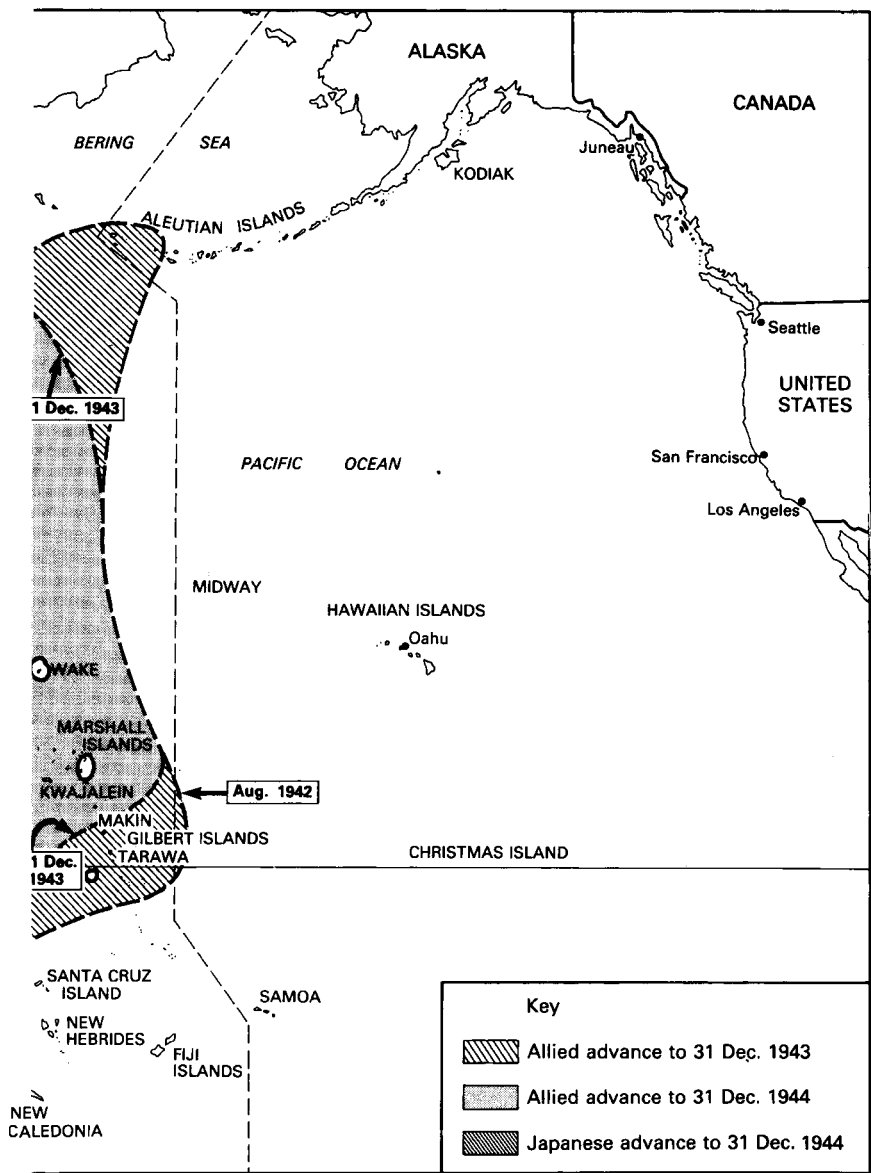 ALASKA
CANADA
BERING SEA
Juneau
KODIAK
ALEUTIAN ISLANDS
Seattle
UNITED
STATES
1 Dec. 1943
PACIFIC OCEAN
San Francisco
Los Angeles
MIDWAY
HAWAIIAN ISLANDS
Oahu
WAKE
MARSHALL
ISLANDS
KWAJALEIN
Aug. 1942
MAKIN
GILBERT ISLANDS
TARAWA
CHRISTMAS ISLAND
1 Dec.
1943
SANTA CRUZ
ISLAND
SAMOA
NEW
HEBRIDES
FIJI
ISLANDS
NEW
CALEDONIA
Key
Allied advance to 31 Dec. 1943
Allied advance to 31 Dec. 1944
Japanese advance to 31 Dec. 1944